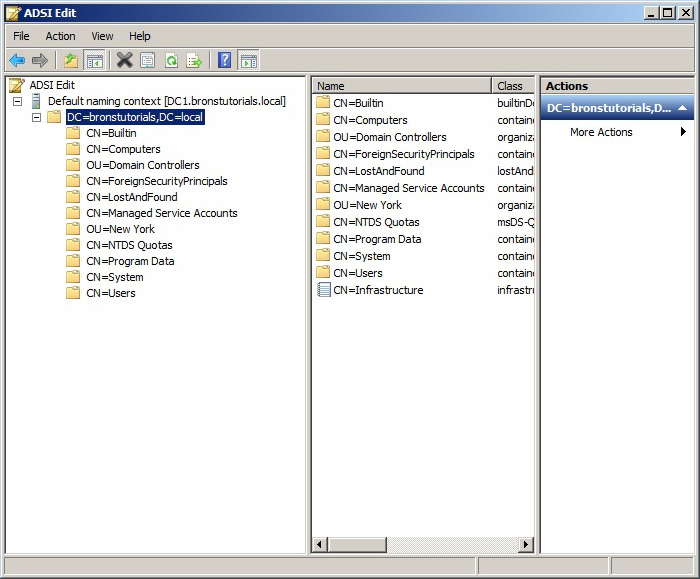 ADSI Edit
File Action View Help
ADSI Edit
Default naming context [DC1.bronstutorials.local]
DC=bronstutorials,DC=local
CN=Builtin
CN=Computers
OU=Domain Controllers
CN=ForeignSecurityPrincipals
CN=LostAndFound
CN=Managed Service Accounts
OU=New York
CN=NTDS Quotas
CN=Program Data
CN=System
CN=Users
Name Class
CN=Builtin builtinDo
CN=Computers containe
OU=Domain Controllers organiza
CN=ForeignSecurityPrincipals containe
CN=LostAndFound lostAnd
CN=Managed Service Accounts containe
OU=New York organiza
CN=NTDS Quotas msDS-Q
CN=Program Data containe
CN=System containe
CN=Users containe
CN=Infrastructure infrastru
Actions
DC=bronstutorials,D...
More Actions